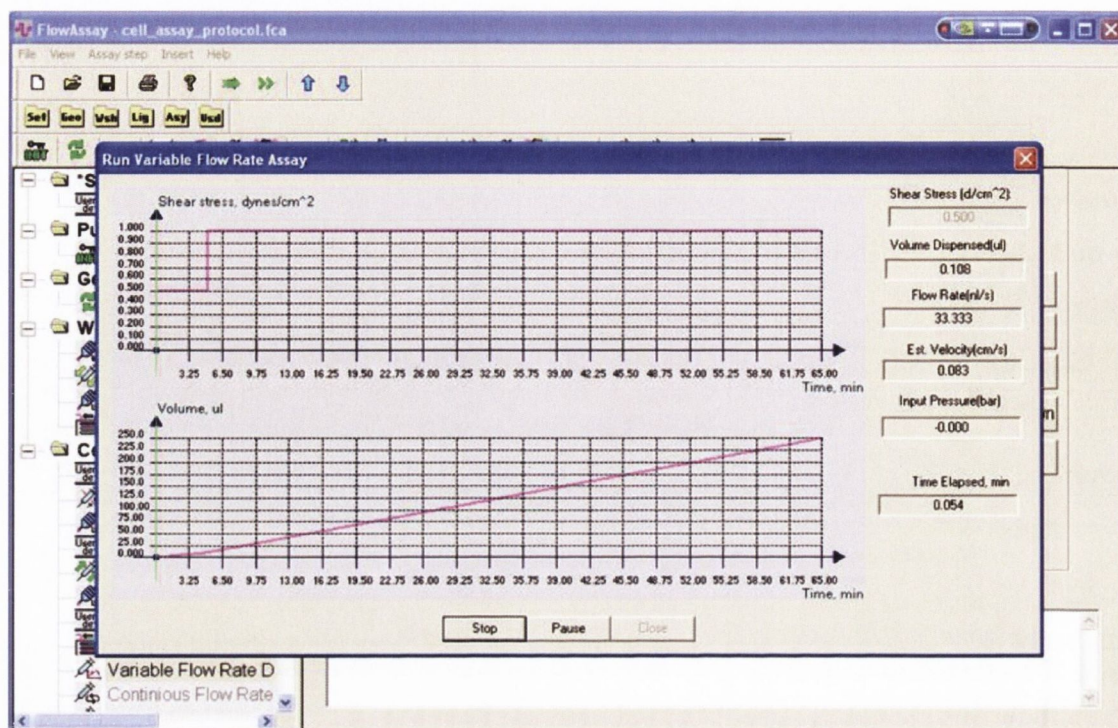 FlowAssay - cell_assay_protocol.fca
File View Assay step Insert Help
Set Geo Wsh Lig Asy Usd
Run Variable Flow Rate Assay
Shear stress, dynes/cm^2
1.000
0.900
0.800
0.700
0.600
0.500
0.400
0.300
0.200
0.100
0.000
3.25 6.50 9.75 13.00 16.25 19.50 22.75 26.00 29.25 32.50 35.75 39.00 42.25 45.50 48.75 52.00 55.25 58.50 61.75 65.00
Time, min
Volume, ul
250.0
225.0
200.0
175.0
150.0
125.0
100.00
75.00
50.00
25.00
0.000
3.25 6.50 9.75 13.00 16.25 19.50 22.75 26.00 29.25 32.50 35.75 39.00 42.25 45.50 48.75 52.00 55.25 58.50 61.75 65.00
Time, min
Shear Stress (d/cm^2):
0.500
Volume Dispensed(ul)
0.108
Flow Rate(nl/s)
33.333
Est. Velocity(cm/s)
0.083
Input Pressure(bar)
-0.000
Time Elapsed, min
0.054
Stop Pause Close
"S
Pu
Ge
W
Ce
Variable Flow Rate D
Continious Flow Rate